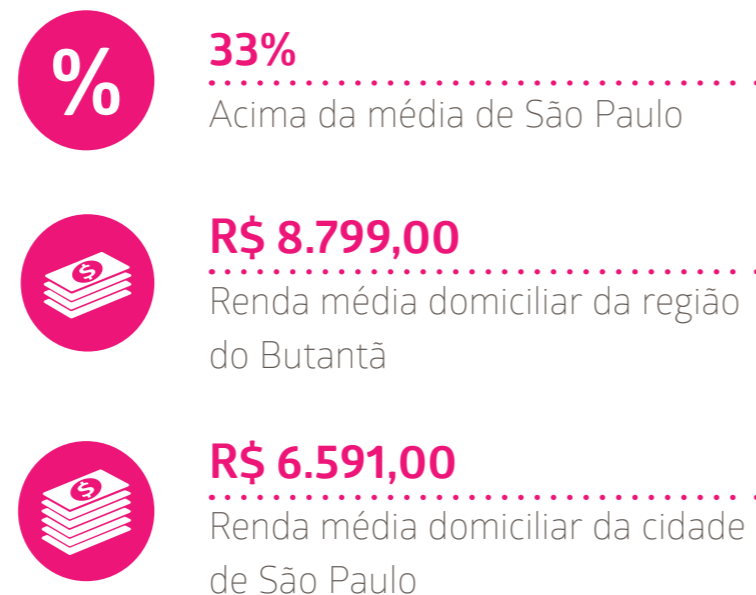 %
33%
Acima da média de São Paulo
$
R$ 8.799,00
Renda média domiciliar da região
do Butantã
$
R$ 6.591,00
Renda média domiciliar da cidade
de São Paulo